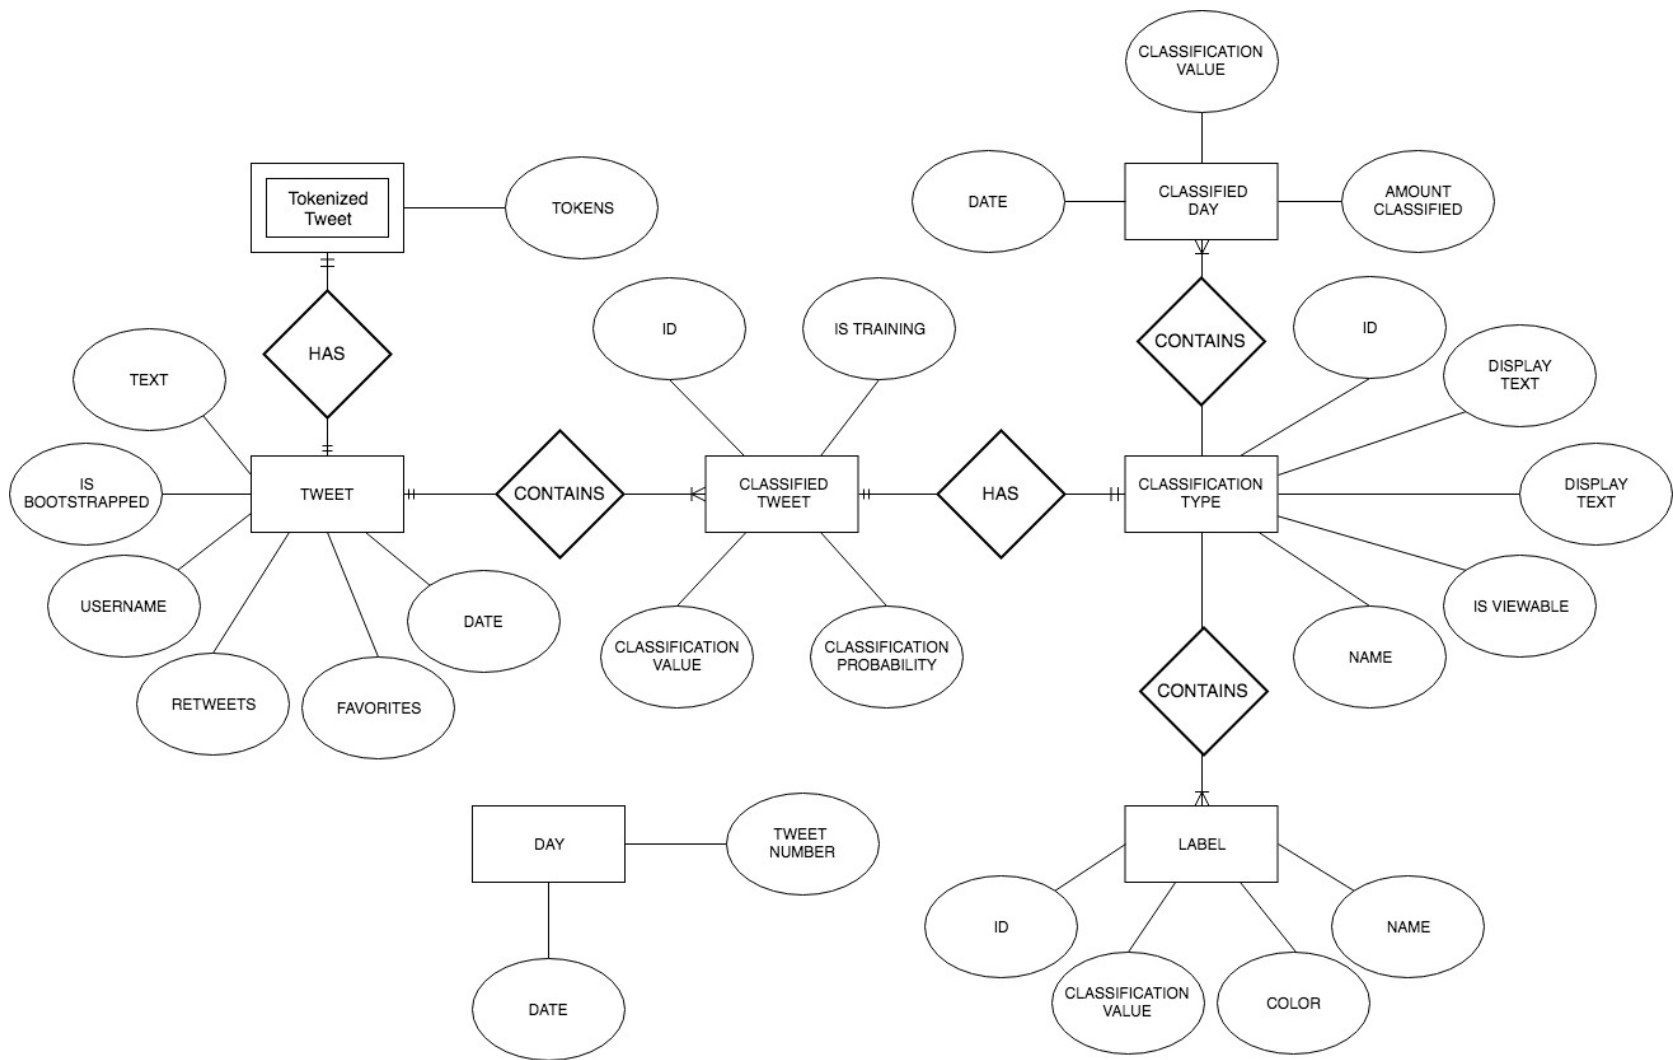 CLASSIFICATION
VALUE
Tokenized
Tweet
TOKENS
DATE
CLASSIFIED
DAY
AMOUNT
CLASSIFIED
HAS
TEXT
ID
IS TRAINING
CONTAINS
ID
DISPLAY
TEXT
IS
BOOTSTRAPPED
TWEET
CONTAINS
CLASSIFIED
TWEET
HAS
CLASSIFICATION
TYPE
DISPLAY
TEXT
USERNAME
DATE
IS VIEWABLE
RETWEETS
FAVORITES
CLASSIFICATION
VALUE
CLASSIFICATION
PROBABILITY
NAME
CONTAINS
DAY
TWEET
NUMBER
LABEL
DATE
ID
CLASSIFICATION
VALUE
COLOR
NAME